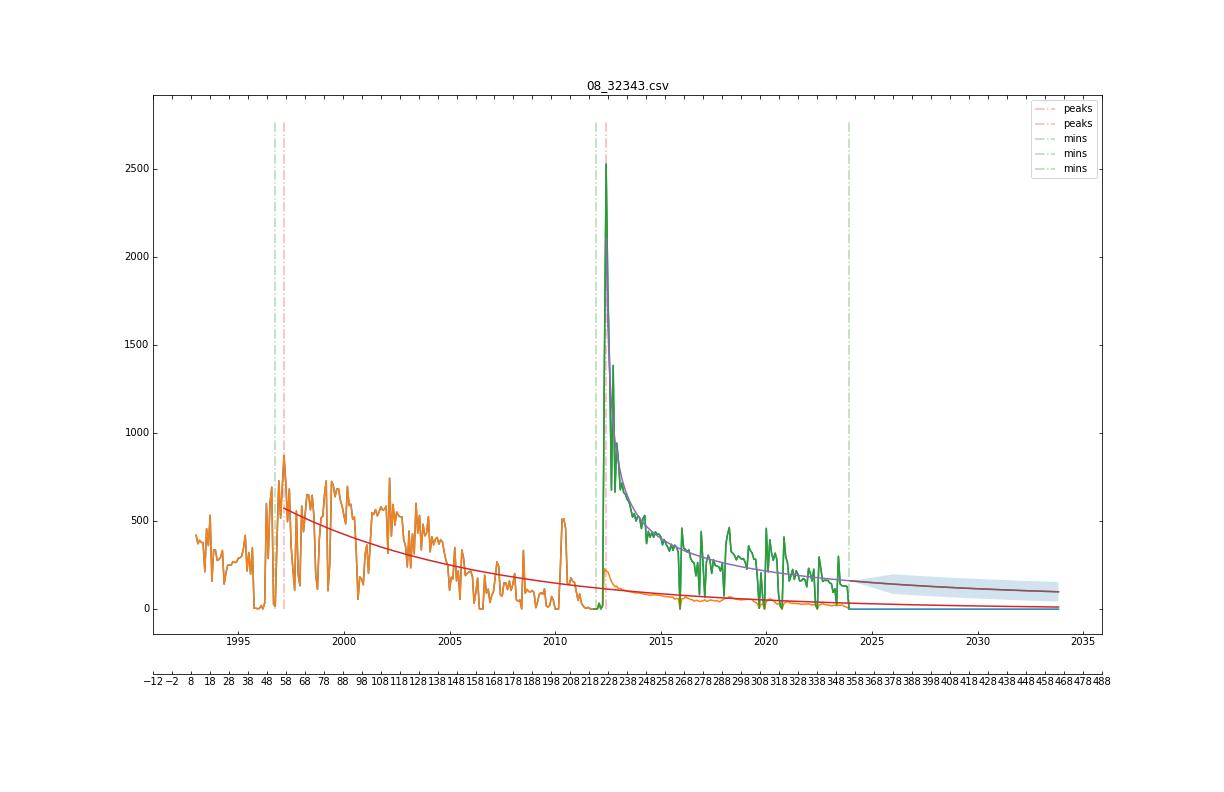 08_32343.csv
peaks
peaks
mins
mins
mins
2500
2000
1500
1000
500
0
1995 2000 2005 2010 2015 2020 2025 2030 2035
−12 −2 8 18 28 38 48 58 68 78 88 98 108 118 128 138 148 158 168 178 188 198 208 218 228 238 248 258 268 278 288 298 308 318 328 338 348 358 368 378 388 398 408 418 428 438 448 458 468 478 488